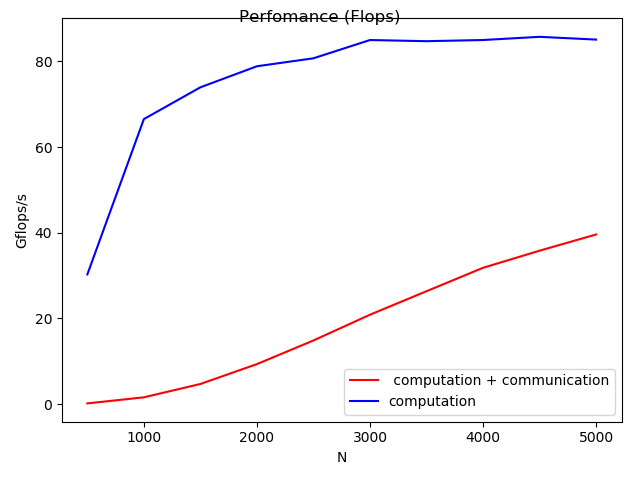 Perfomance (Flops)
80
60
40
20
0
Gflops/s
computation + communication
computation
1000 2000 3000 4000 5000
N